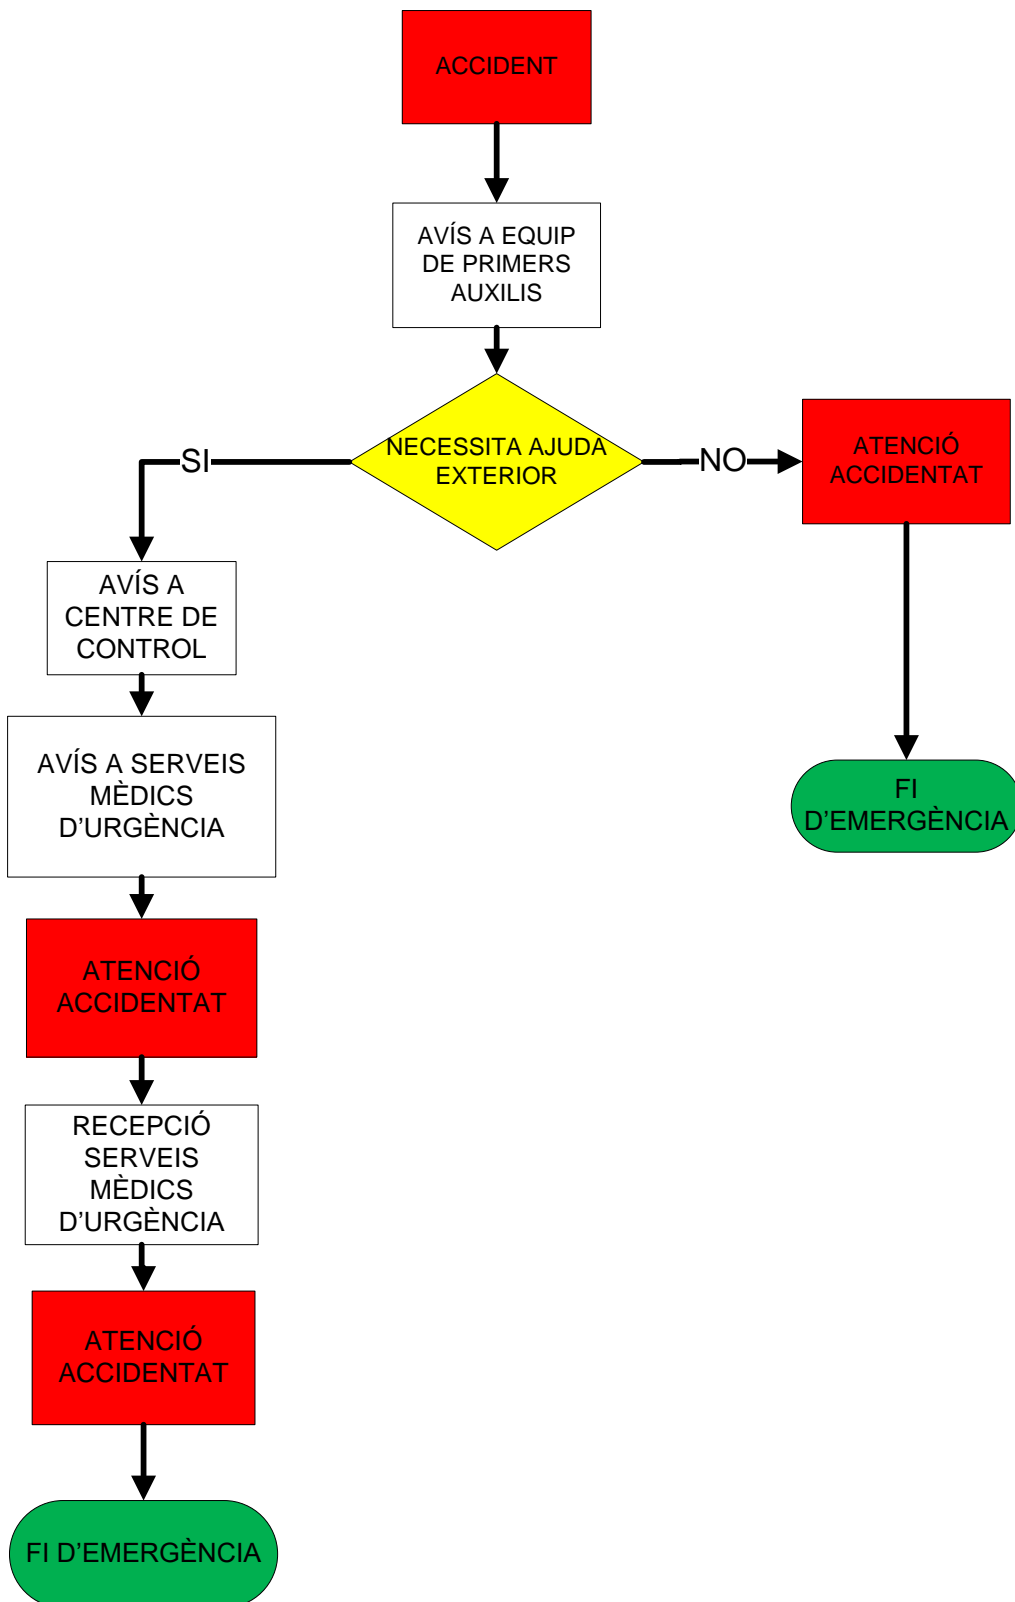 ACCIDENT
AVÍS A EQUIP
DE PRIMERS
AUXILIS
NECESSITA AJUDA
EXTERIOR
SI
NO
ATENCIÓ
ACCIDENTAT
AVÍS A
CENTRE DE
CONTROL
AVÍS A SERVEIS
MÈDICS
D'URGÈNCIA
FI
D'EMERGÈNCIA
ATENCIÓ
ACCIDENTAT
RECEPCIÓ
SERVEIS
MÈDICS
D'URGÈNCIA
ATENCIÓ
ACCIDENTAT
FI D'EMERGÈNCIA